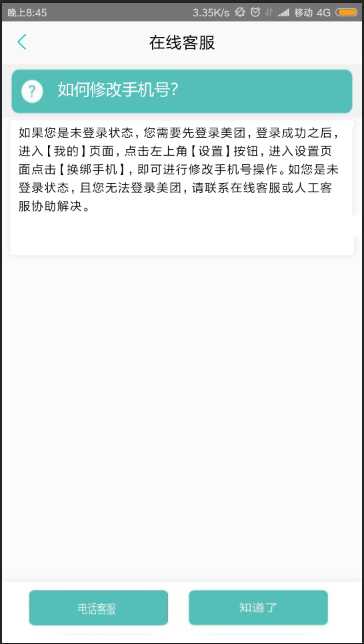 晚上8:45
3.35K/s 移动 4G
在线客服
如何修改手机号?
如果您是未登录状态，您需要先登录美团，登录成功之后，
进入【我的】页面，点击左上角【设置】按钮，进入设置页
面点击【换绑手机】，即可进行修改手机号操作。如您是未
登录状态，且您无法登录美团，请联系在线客服或人工客
服协助解决。
电话客服
知道了